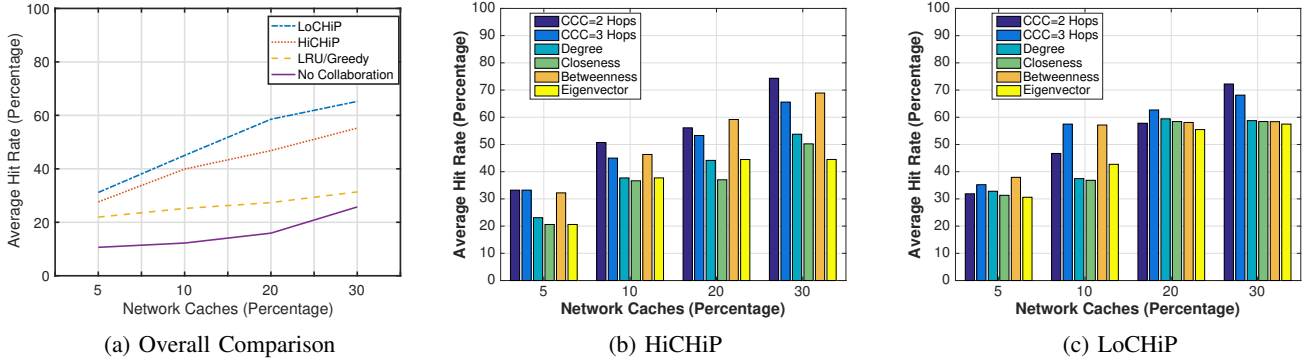 100
80
60
40
20
0
Average Hit Rate (Percentage)
LoCHiP
HiCHiP
LRU/Greedy
No Collaboration
5 10 20 30
Network Caches (Percentage)
(a) Overall Comparison
100
90
80
70
60
50
40
30
20
10
0
Average Hit Rate (Percentage)
CCC=2 Hops
CCC=3 Hops
Degree
Closeness
Betweenness
Eigenvector
5 10 20 30
Network Caches (Percentage)
(b) HiCHiP
100
90
80
70
60
50
40
30
20
10
0
Average Hit Rate (Percentage)
CCC=2 Hops
CCC=3 Hops
Degree
Closeness
Betweenness
Eigenvector
5 10 20 30
Network Caches (Percentage)
(c) LoCHiP